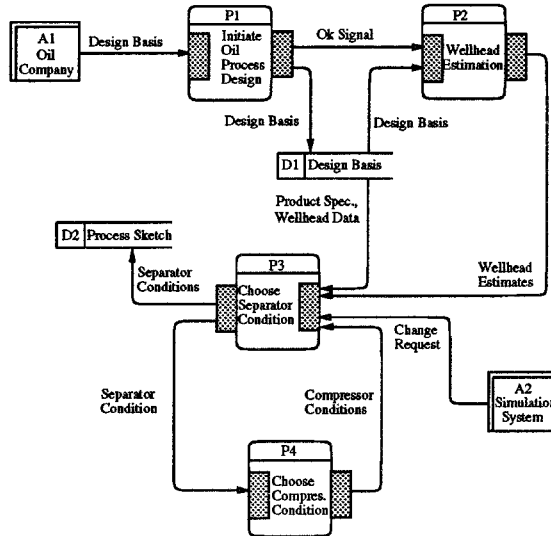 P1
P2
A1
Oil
Company
Design Basis
Initiate
Oil
Process
Design
Ok Signal
Wellhead
Estimation
Design Basis
Design Basis
D1 Design Basis
Product Spec.,
Wellhead Data
D2 Process Sketch
P3
Separator
Conditions
Choose
Separator
Condition
Wellhead
Estimates
Change
Request
Separator
Condition
Compressor
Conditions
A2
Simulation
System
P4
Choose
Compres.
Condition